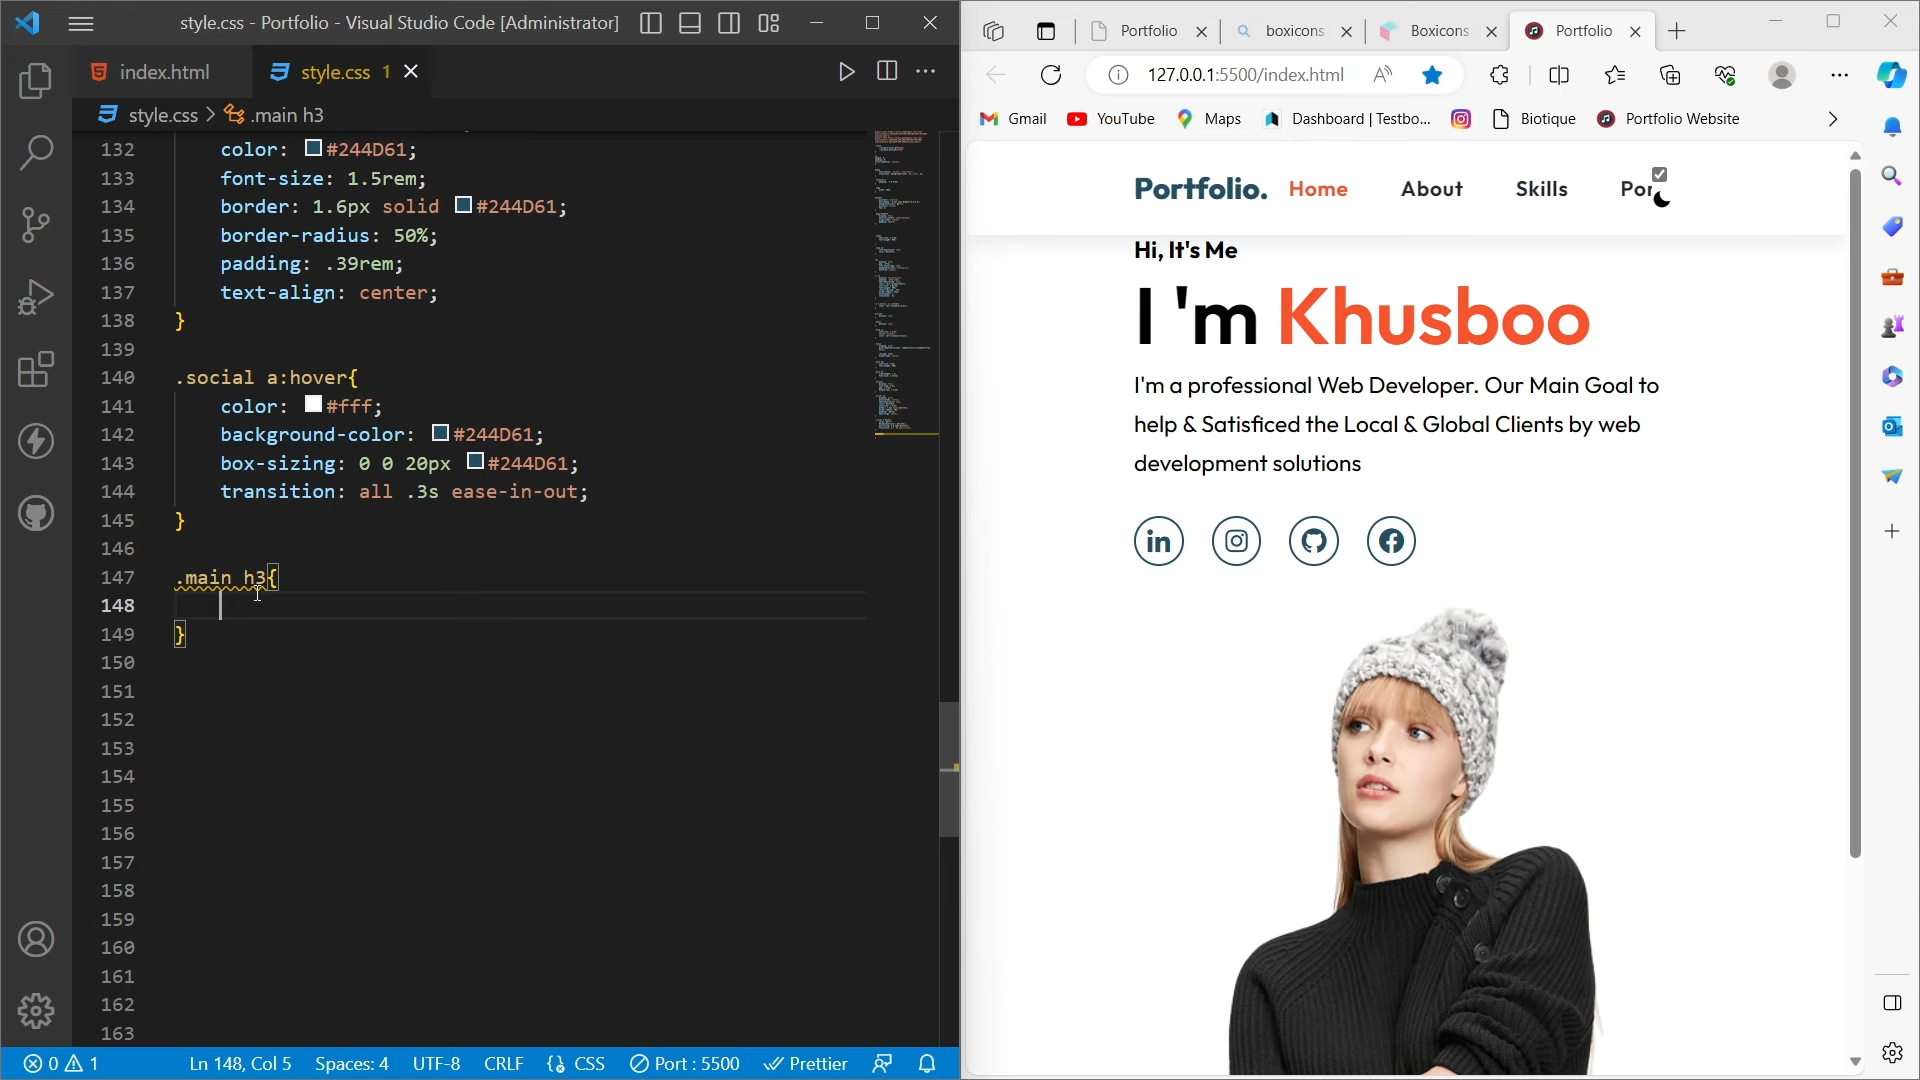 style.css - Portfolio - Visual Studio Code [Administrator]
index.html
style.css 1
style.css > .main h3
132 color: #244D61;
133 font-size: 1.5rem;
134 border: 1.6px solid #244D61;
135 border-radius: 50%;
136 padding: .39rem;
137 text-align: center;
138 }
139
140 .social a:hover{
141 color: #fff;
142 background-color: #244D61;
143 box-sizing: 0 0 20px #244D61;
144 transition: all .3s ease-in-out;
145 }
146
147 .main h3{
148
149 }
150
151
152
153
154
155
156
157
158
159
160
161
162
163
0 1 Ln 148, Col 5 Spaces: 4 UTF-8 CRLF {} CSS Port : 5500 Prettier
Portfolio
boxicons
Boxicons
Portfolio
127.0.0.1:5500/index.html
Gmail YouTube Maps Dashboard | Testbo... Biotique Portfolio Website
Portfolio. Home About Skills Por
Hi, It's Me
I 'm Khusboo
I'm a professional Web Developer. Our Main Goal to
help & Satisficed the Local & Global Clients by web
development solutions